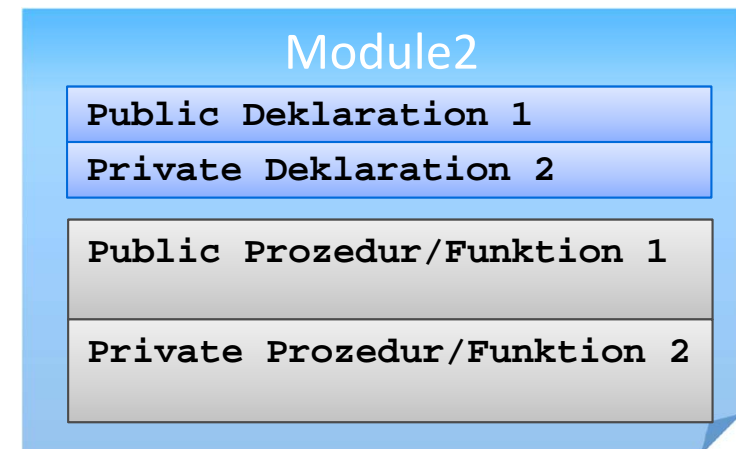 Module2
Public Deklaration 1
Private Deklaration 2
Public Prozedur/Funktion 1
Private Prozedur/Funktion 2